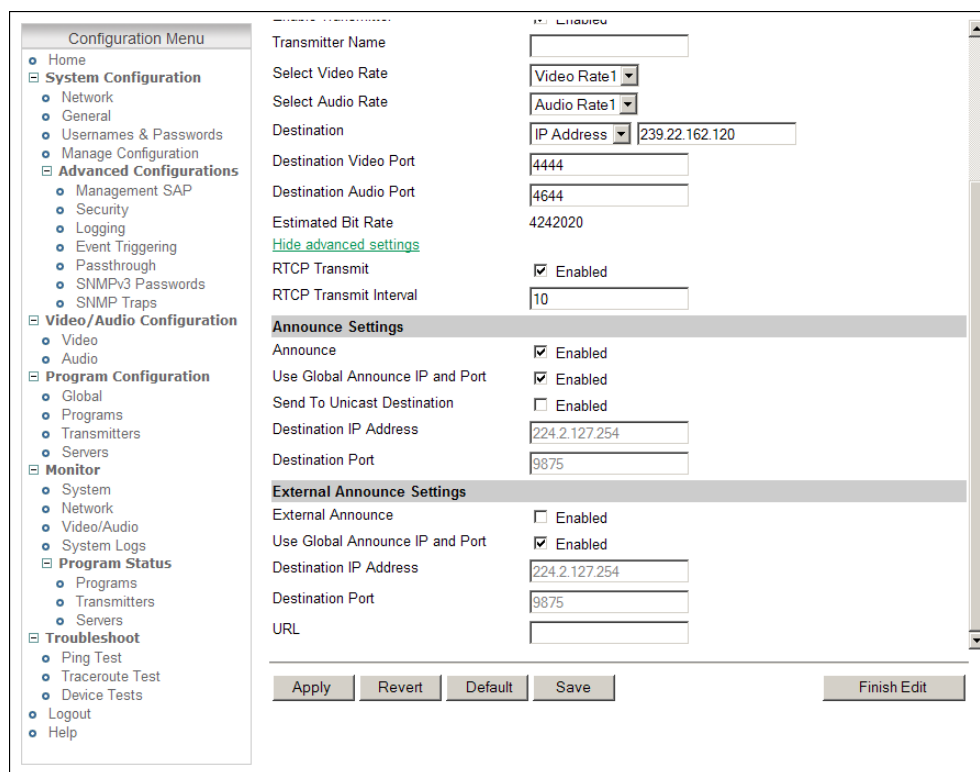 Configuration Menu
Home
System Configuration
Network
General
Usernames & Passwords
Manage Configuration
Advanced Configurations
Management SAP
Security
Logging
Event Triggering
Passthrough
SNMPv3 Passwords
SNMP Traps
Video/Audio Configuration
Video
Audio
Program Configuration
Global
Programs
Transmitters
Servers
Monitor
System
Network
Video/Audio
System Logs
Program Status
Programs
Transmitters
Servers
Troubleshoot
Ping Test
Traceroute Test
Device Tests
Logout
Help
Enable Transmitter Enabled
Transmitter Name
Select Video Rate Video Rate1
Select Audio Rate Audio Rate1
Destination IP Address 239.22.162.120
Destination Video Port 4444
Destination Audio Port 4644
Estimated Bit Rate 4242020
Hide advanced settings
RTCP Transmit Enabled
RTCP Transmit Interval 10
Announce Settings
Announce Enabled
Use Global Announce IP and Port Enabled
Send To Unicast Destination Enabled
Destination IP Address 224.2.127.254
Destination Port 9875
External Announce Settings
External Announce Enabled
Use Global Announce IP and Port Enabled
Destination IP Address 224.2.127.254
Destination Port 9875
URL
Apply Revert Default Save Finish Edit